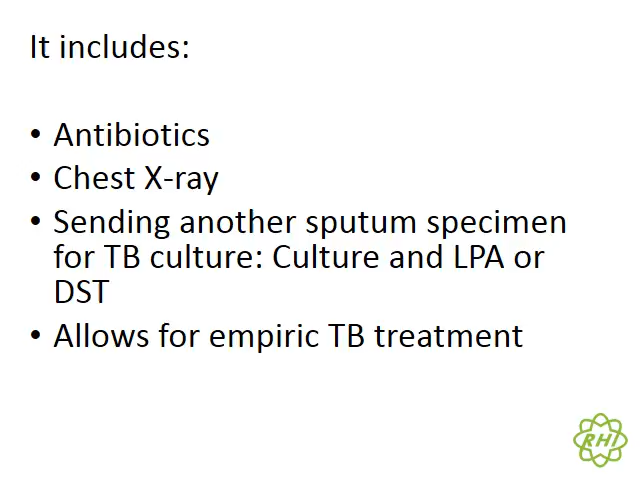 It includes:
• Antibiotics
• Chest X-ray
• Sending another sputum specimen
for TB culture: Culture and LPA or
DST
• Allows for empiric TB treatment
RHI